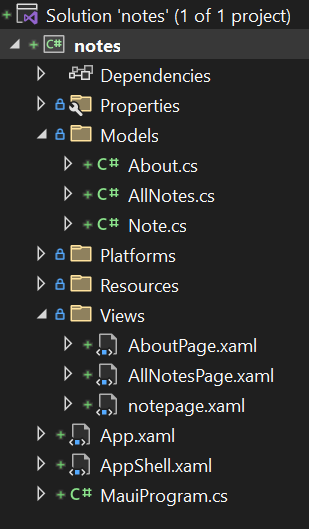 Solution 'notes' (1 of 1 project)
C# notes
Dependencies
Properties
Models
C# About.cs
C# AllNotes.cs
C# Note.cs
Platforms
Resources
Views
AboutPage.xaml
AllNotesPage.xaml
notepage.xaml
App.xaml
AppShell.xaml
C# MauiProgram.cs